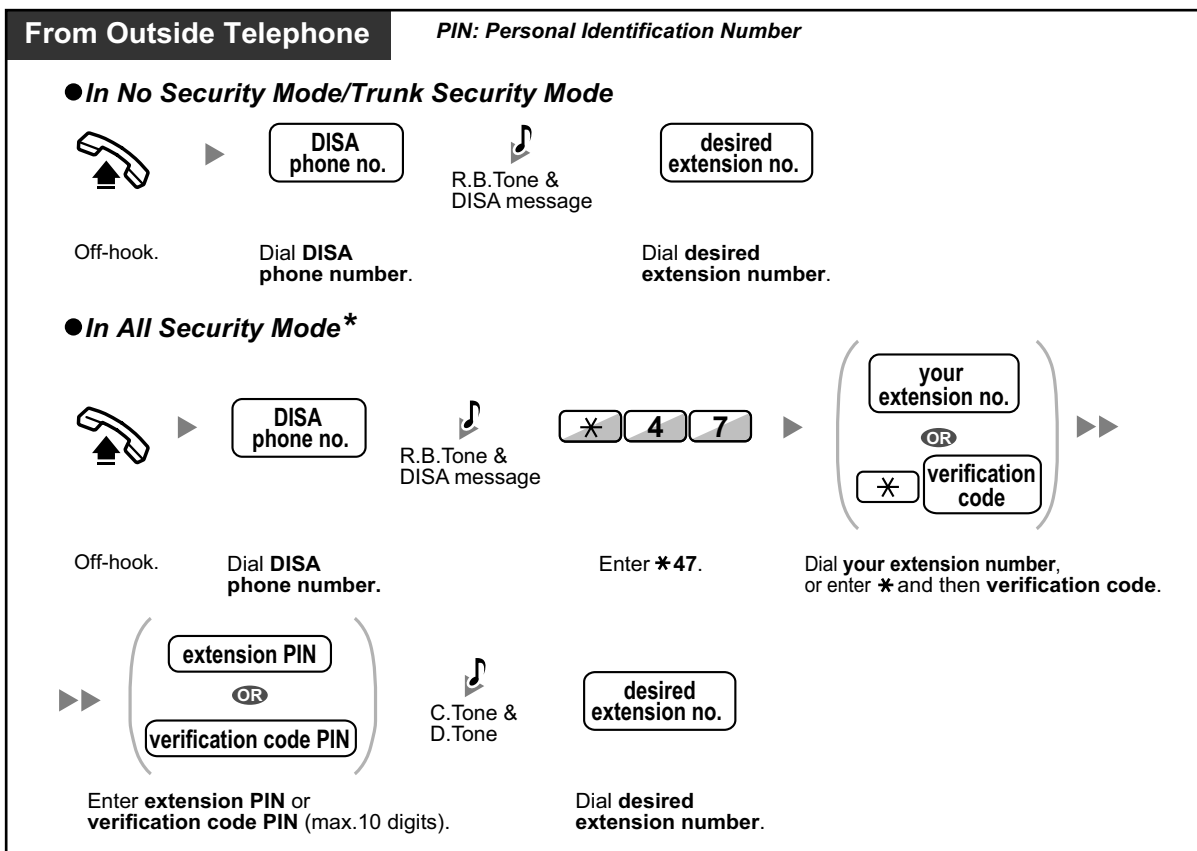 From Outside Telephone
PIN: Personal Identification Number
●In No Security Mode/Trunk Security Mode
DISA
phone no.
R.B.Tone &
DISA message
desired
extension no.
Off-hook.
Dial DISA
phone number.
Dial desired
extension number.
●In All Security Mode*
DISA
phone no.
R.B.Tone &
DISA message
* 4 7
your
extension no.
OR
* verification
code
Off-hook.
Dial DISA
phone number.
Enter *47.
Dial your extension number,
or enter * and then verification code.
extension PIN
OR
verification code PIN
C.Tone &
D.Tone
desired
extension no.
Enter extension PIN or
verification code PIN (max.10 digits).
Dial desired
extension number.